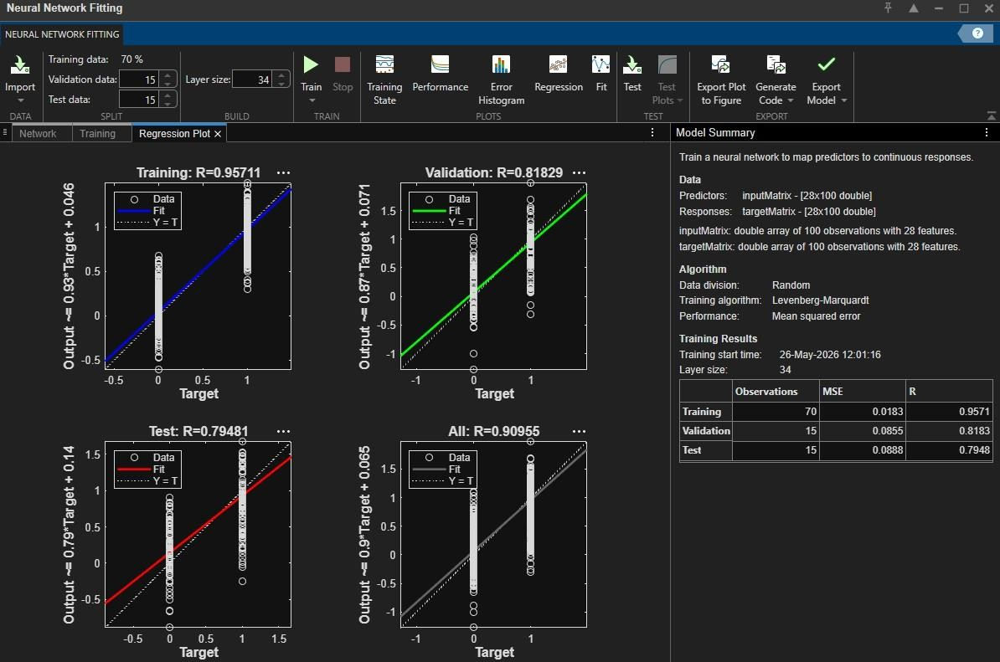 Neural Network Fitting
NEURAL NETWORK FITTING
?
Import
DATA
Training data: 70 %
Validation data: 15
Test data: 15
SPLIT
Layer size: 34
BUILD
Train
Stop
TRAIN
Training State
Performance
Error Histogram
Regression
Fit
PLOTS
Test
Test Plots
TEST
Export Plot to Figure
Generate Code
Export Model
EXPORT
Network
Training
Regression Plot
Training: R=0.95711
Data
Fit
Y = T
Output ~= 0.93*Target + 0.046
1
0.5
0
-0.5
-0.5 0 0.5 1
Target
Validation: R=0.81829
Data
Fit
Y = T
Output ~= 0.87*Target + 0.071
1.5
1
0.5
0
-0.5
-1
-1 0 1
Target
Test: R=0.79481
Data
Fit
Y = T
Output ~= 0.79*Target + 0.14
1.5
1
0.5
0
-0.5
-0.5 0 0.5 1 1.5
Target
All: R=0.90955
Data
Fit
Y = T
Output ~= 0.9*Target + 0.065
1.5
1
0.5
0
-0.5
-1
-1 0 1
Target
Model Summary
Train a neural network to map predictors to continuous responses.
Data
Predictors: inputMatrix - [28x100 double]
Responses: targetMatrix - [28x100 double]
inputMatrix: double array of 100 observations with 28 features.
targetMatrix: double array of 100 observations with 28 features.
Algorithm
Data division: Random
Training algorithm: Levenberg-Marquardt
Performance: Mean squared error
Training Results
Training start time: 26-May-2026 12:01:16
Layer size: 34
Observations MSE R
Training 70 0.0183 0.9571
Validation 15 0.0855 0.8183
Test 15 0.0888 0.7948